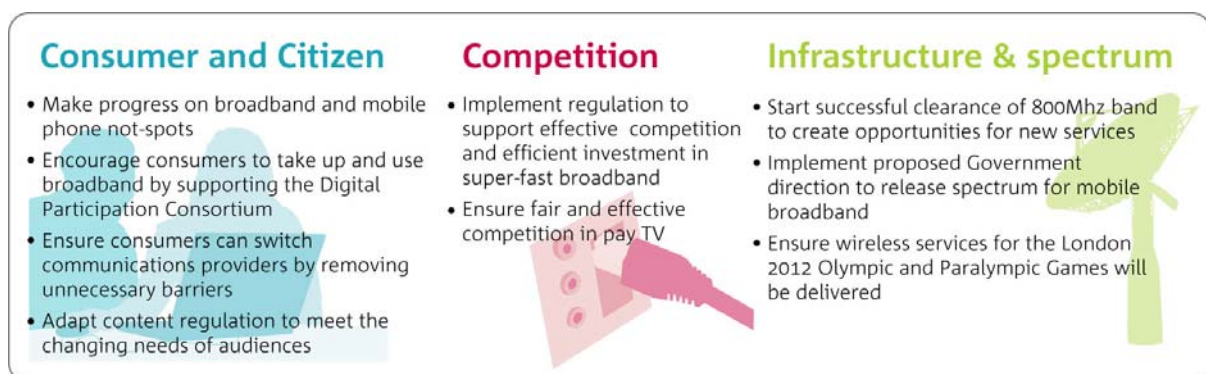 Consumer and Citizen
• Make progress on broadband and mobile
phone not-spots
• Encourage consumers to take up and use
broadband by supporting the Digital
Participation Consortium
• Ensure consumers can switch
communications providers by removing
unnecessary barriers
• Adapt content regulation to meet the
changing needs of audiences
Competition
• Implement regulation to
support effective competition
and efficient investment in
super-fast broadband
• Ensure fair and effective
competition in pay TV
Infrastructure & spectrum
• Start successful clearance of 800Mhz band
to create opportunities for new services
• Implement proposed Government
direction to release spectrum for mobile
broadband
• Ensure wireless services for the London
2012 Olympic and Paralympic Games will
be delivered